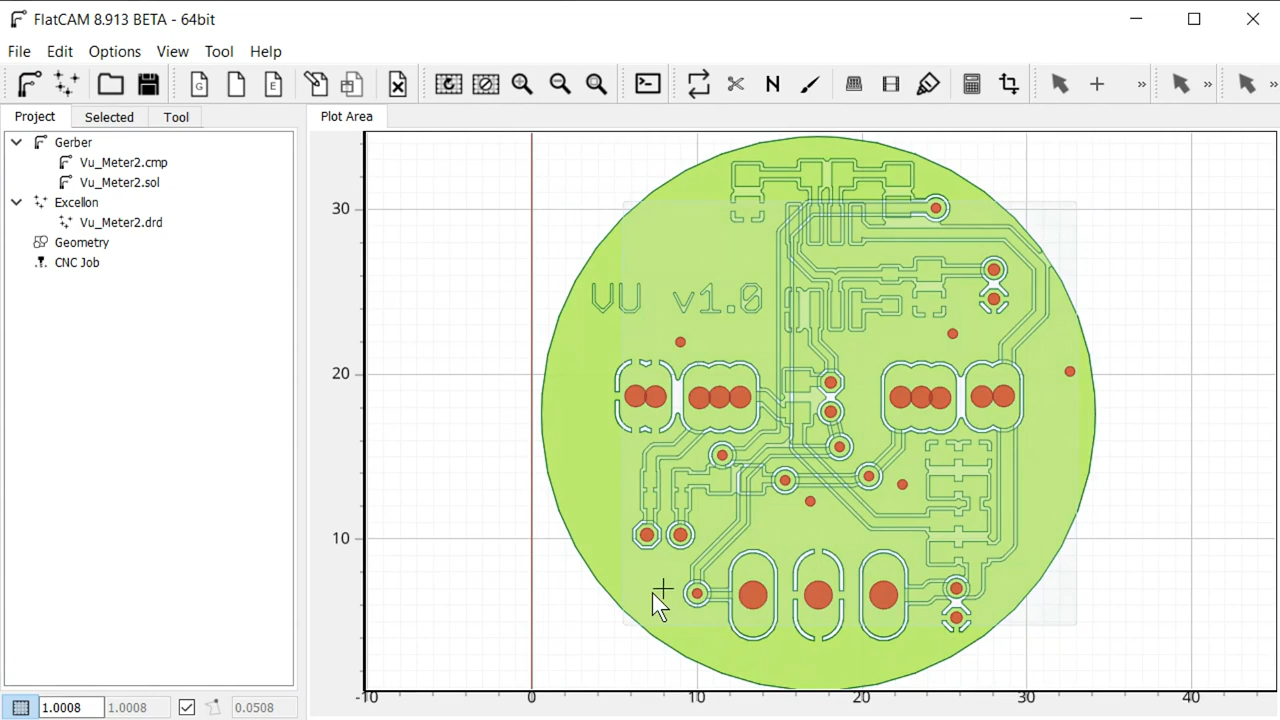 FlatCAM 8.913 BETA - 64bit
File Edit Options View Tool Help
G E N
Project Selected Tool Plot Area
Gerber
Vu_Meter2.cmp
Vu_Meter2.sol
Excellon
Vu_Meter2.drd
Geometry
CNC Job
30
VU v1.0
20
10
-10 0 10 20 30 40
1.0008 1.0008 0.0508